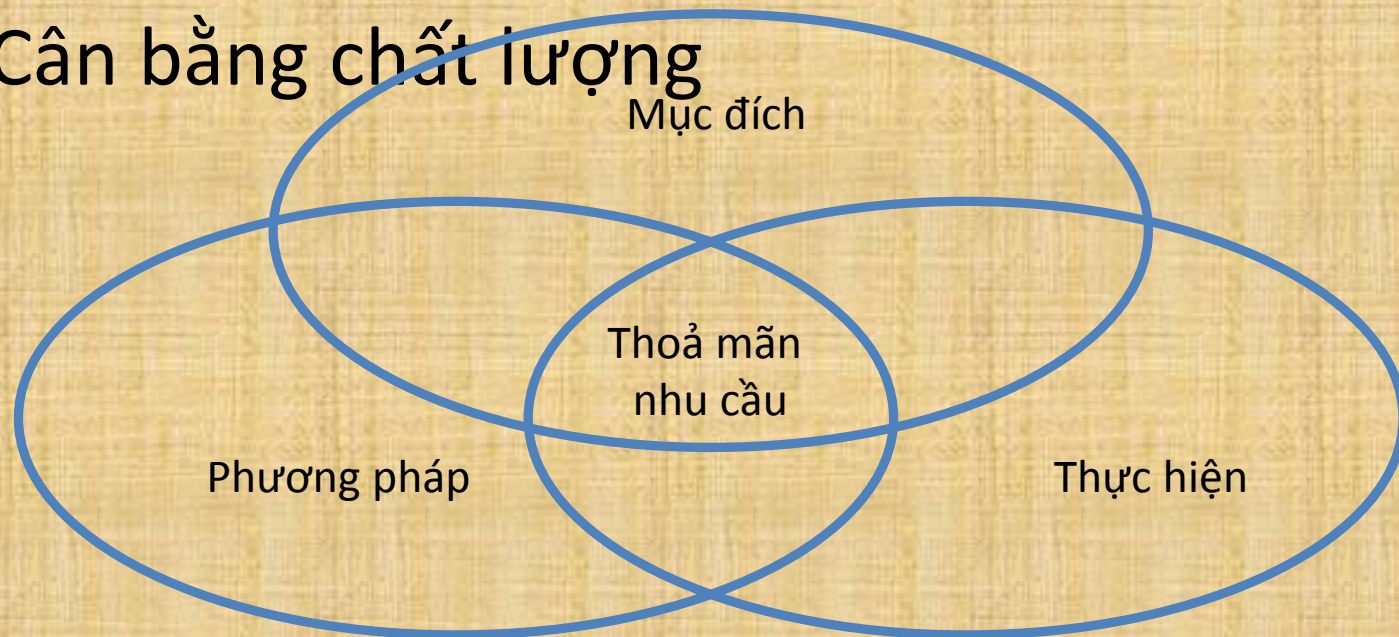 Cân bằng chất lượng
Mục đích
Thoả mãn
nhu cầu
Phương pháp
Thực hiện